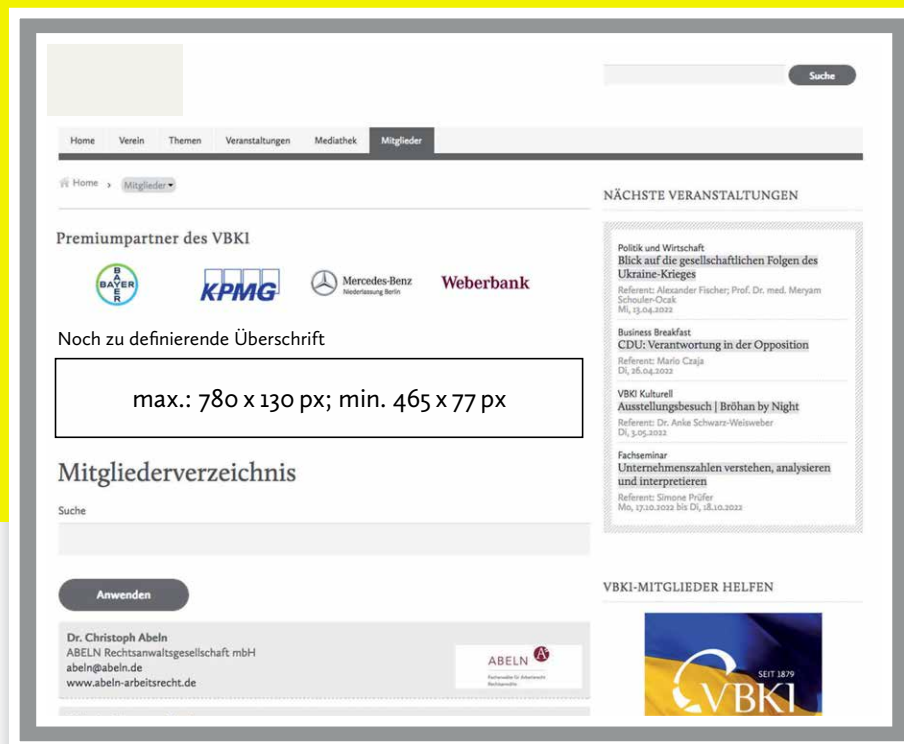 Suche
Home Verein Themen Veranstaltungen Mediathek Mitglieder
Home › Mitglieder
Premiumpartner des VBKI
BAYER
BAYER
KPMG
Mercedes-Benz
Niederlassung Berlin
Weberbank
Noch zu definierende Überschrift
max.: 780 x 130 px; min. 465 x 77 px
Mitgliederverzeichnis
Suche
Anwenden
Dr. Christoph Abeln
ABELN Rechtsanwaltsgesellschaft mbH
abeln@abeln.de
www.abeln-arbeitsrecht.de
ABELN A
Fachanwälte für Arbeitsrecht
Rechtsanwälte
NÄCHSTE VERANSTALTUNGEN
Politik und Wirtschaft
Blick auf die gesellschaftlichen Folgen des
Ukraine-Krieges
Referent: Alexander Fischer; Prof. Dr. med. Meryam
Schouler-Ocak
Mi, 13.04.2022
Business Breakfast
CDU: Verantwortung in der Opposition
Referent: Mario Czaja
Di, 26.04.2022
VBKI Kulturell
Ausstellungsbesuch | Bröhan by Night
Referent: Dr. Anke Schwarz-Weisweber
Di, 3.05.2022
Fachseminar
Unternehmenszahlen verstehen, analysieren
und interpretieren
Referent: Simone Prüfer
Mo, 17.10.2022 bis Di, 18.10.2022
VBKI-MITGLIEDER HELFEN
SEIT 1879
VBKI